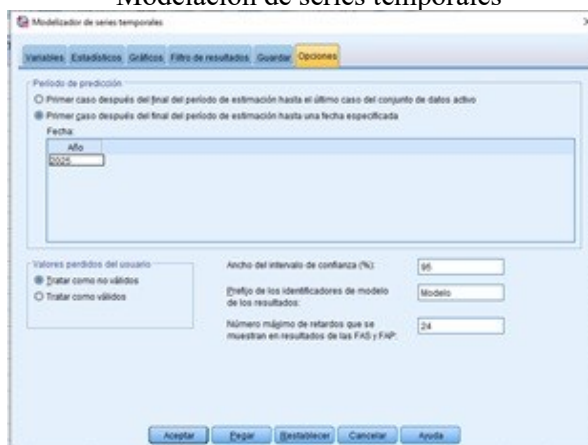 Modelación de series temporales
Modelizador de series temporales
Variables Estadísticos Gráficos Filtro de resultados Guardar Opciones
Período de predicción
Primer caso después del final del período de estimación hasta el último caso del conjunto de datos activo
Primer caso después del final del período de estimación hasta una fecha especificada
Fecha:
Año
2025
Valores perdidos del usuario
Tratar como no válidos
Tratar como válidos
Ancho del intervalo de confianza (%):
95
Prefijo de los identificadores de modelo
de los resultados:
Modelo
Número máximo de retardos que se
muestran en resultados de las FAS y FAP:
24
Aceptar Pegar Restablecer Cancelar Ayuda